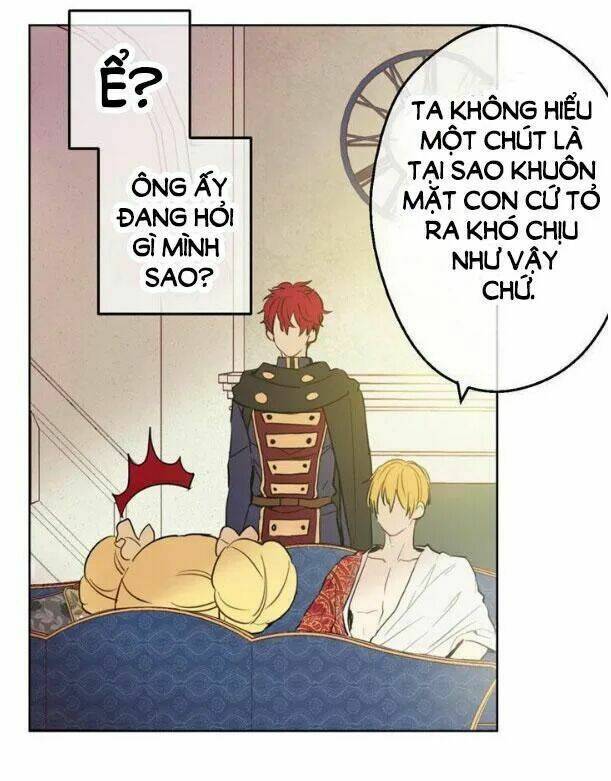 Ể?
ÔNG ẤY
ĐANG HỎI
GÌ MÌNH
SAO?
TA KHÔNG HIỂU
MỘT CHÚT LÀ
TẠI SAO KHUÔN
MẶT CON CỨ TỎ
RA KHÓ CHỊU
NHƯ VẬY
CHỨ.